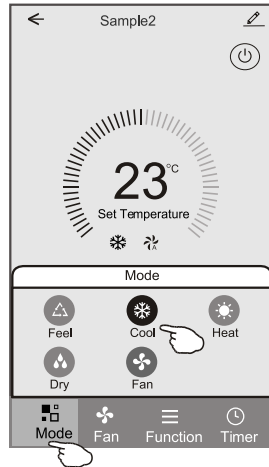 Sample2
23°C
Set Temperature
A
Mode
Feel Cool Heat
Dry Fan
Mode Fan Function Timer